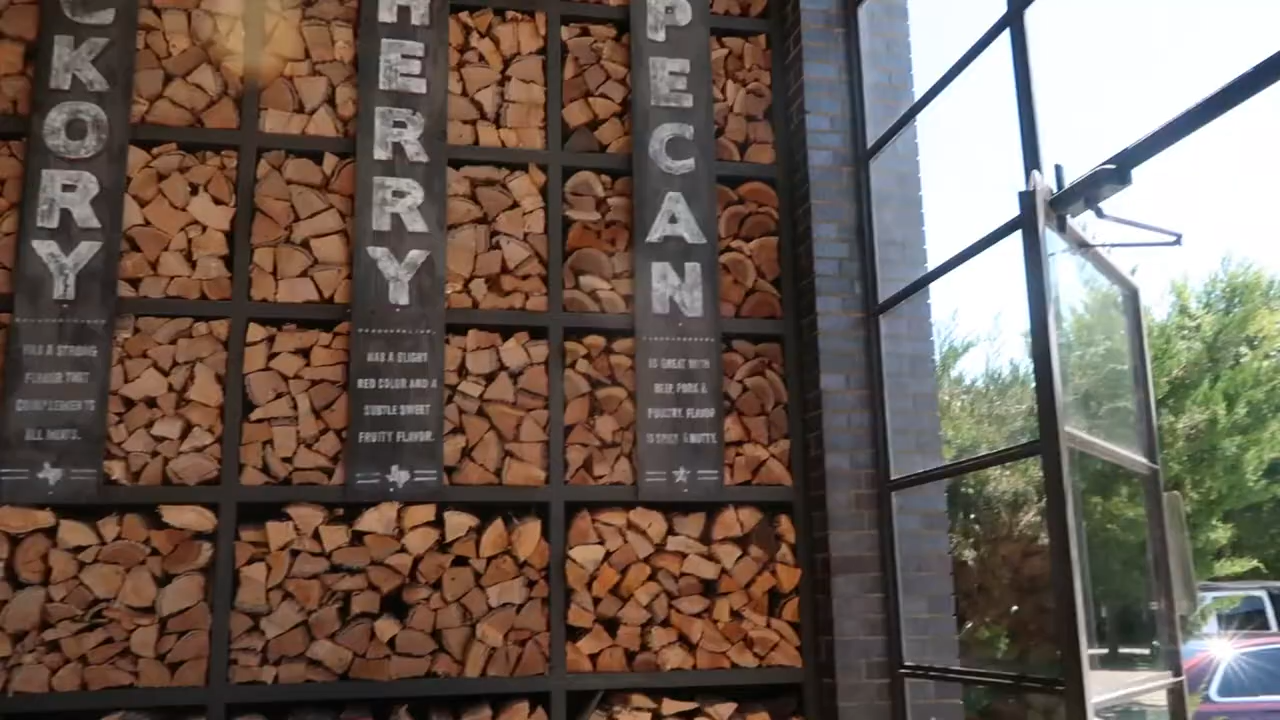 CKORY
HAS A STRONG
FLAVOR THAT
COMPLEMENTS
ALL MEATS.
HERRY
HAS A SLIGHT
RED COLOR AND A
SUBTLE SWEET
FRUITY FLAVOR.
PECAN
IS GREAT WITH
BEEF, PORK &
POULTRY. FLAVOR
IS SPICY & NUTTY.